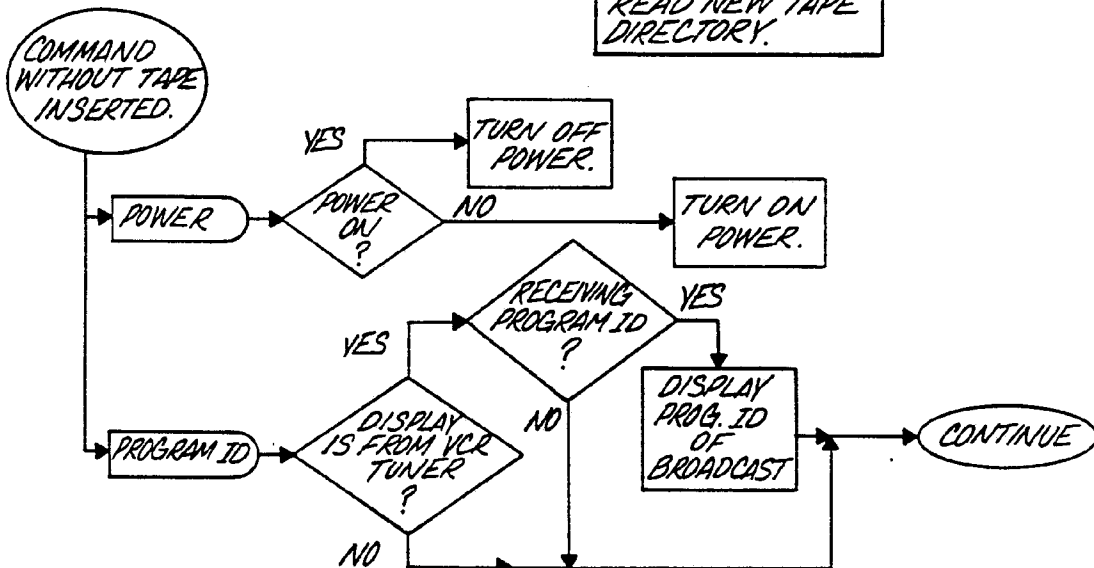 READ NEW TAPE
DIRECTORY.
COMMAND
WITHOUT TAPE
INSERTED.
YES
TURN OFF
POWER.
POWER
POWER
ON
?
NO
TURN ON
POWER.
RECEIVING
PROGRAM ID
?
YES
YES
NO
DISPLAY
PROG. ID
OF
BROADCAST
CONTINUE
PROGRAM ID
DISPLAY
IS FROM VCR
TUNER
?
NO